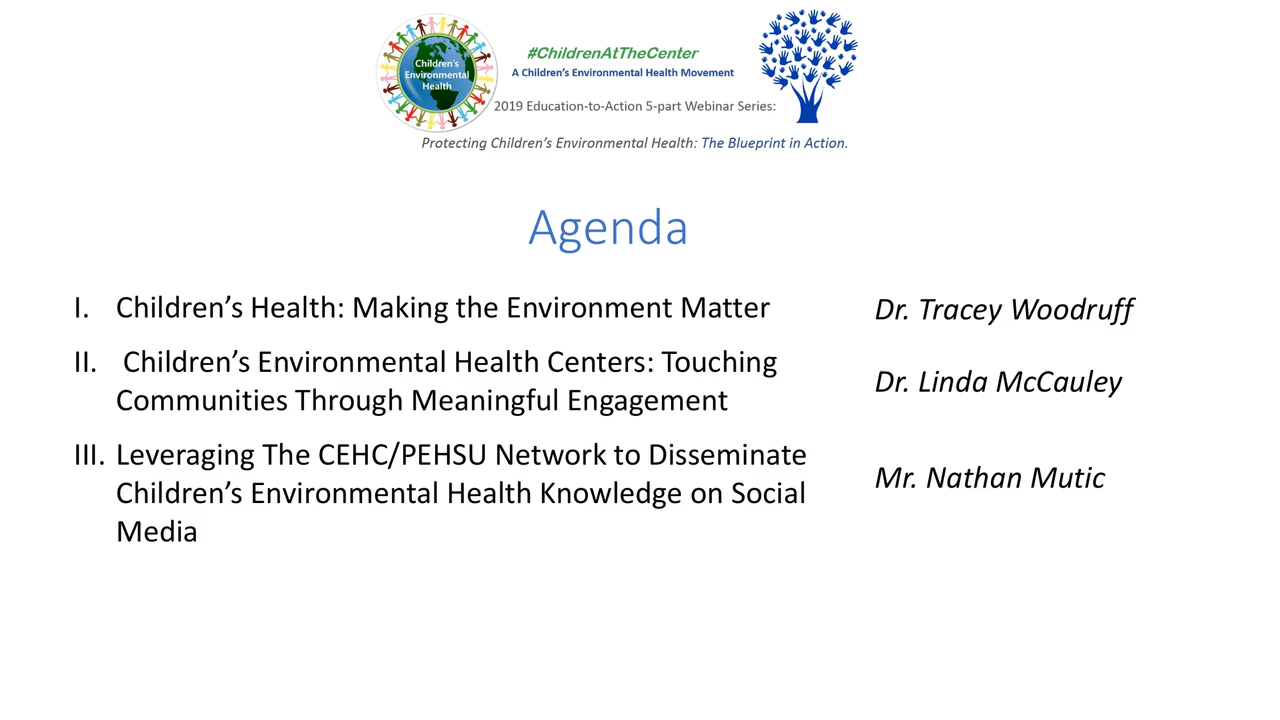 Children's
Environmental
Health
#ChildrenAtTheCenter
A Children's Environmental Health Movement
2019 Education-to-Action 5-part Webinar Series:
Protecting Children's Environmental Health: The Blueprint in Action.
Agenda
I. Children's Health: Making the Environment Matter
Dr. Tracey Woodruff
II. Children's Environmental Health Centers: Touching
Communities Through Meaningful Engagement
Dr. Linda McCauley
III. Leveraging The CEHC/PEHSU Network to Disseminate
Children's Environmental Health Knowledge on Social
Media
Mr. Nathan Mutic